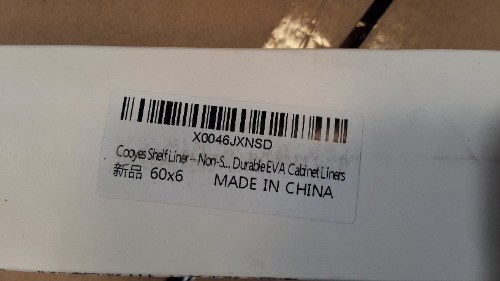 X0046JXNSD
Cooyes Shelf Liner -- Non-S... Durable EVA Cabinet Liners
新品 60x6 MADE IN CHINA